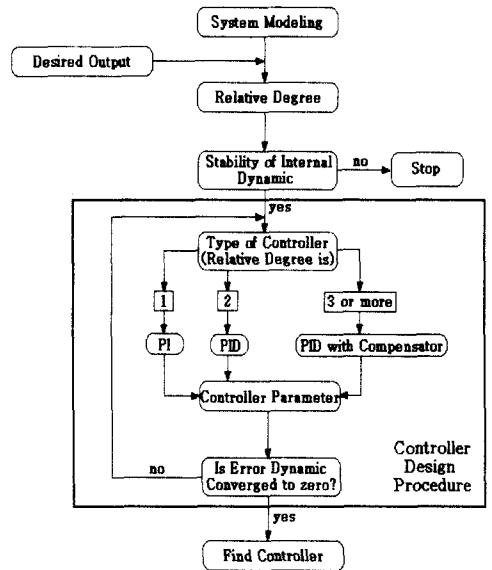 System Modeling
Desired Output
Relative Degree
Stability of Internal
Dynamic
no
Stop
yes
Type of Controller
(Relative Degree is)
1
2
3 or more
PI
PID
PID with Compensator
Controller Parameter
no
Is Error Dynamic
Converged to zero?
Controller
Design
Procedure
yes
Find Controller